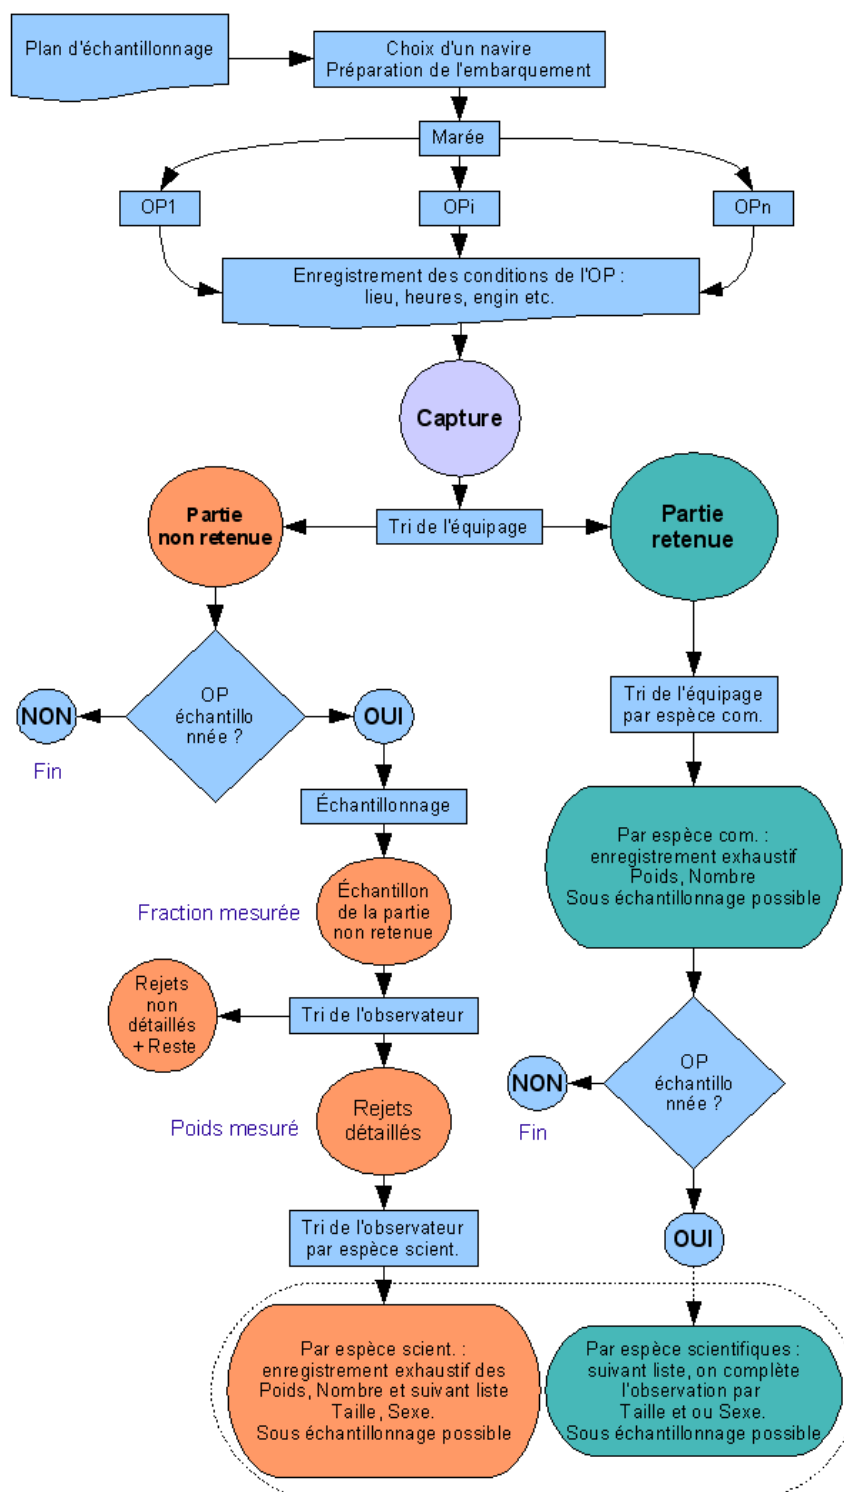 Plan d'échantillonnage
Choix d'un navire
Préparation de l'embarquement
Marée
OP1
OPi
OPn
Enregistrement des conditions de l'OP :
lieu, heures, engin etc.
Capture
Partie
non retenue
Tri de l'équipage
Partie
retenue
OP
échantillo
nnée ?
NON
OUI
Fin
Tri de l'équipage
par espèce com.
Échantillonnage
Par espèce com. :
enregistrement exhaustif
Poids, Nombre
Sous échantillonnage possible
Fraction mesurée
Échantillon
de la partie
non retenue
Rejets
non
détaillés
+ Reste
Tri de l'observateur
OP
échantillo
nnée ?
NON
Fin
Poids mesuré
Rejets
détaillés
Tri de l'observateur
par espèce scient.
OUI
Par espèce scient. :
enregistrement exhaustif des
Poids, Nombre et suivant liste
Taille, Sexe.
Sous échantillonnage possible
Par espèce scientifiques :
suivant liste, on complète
l'observation par
Taille et ou Sexe.
Sous échantillonnage possible